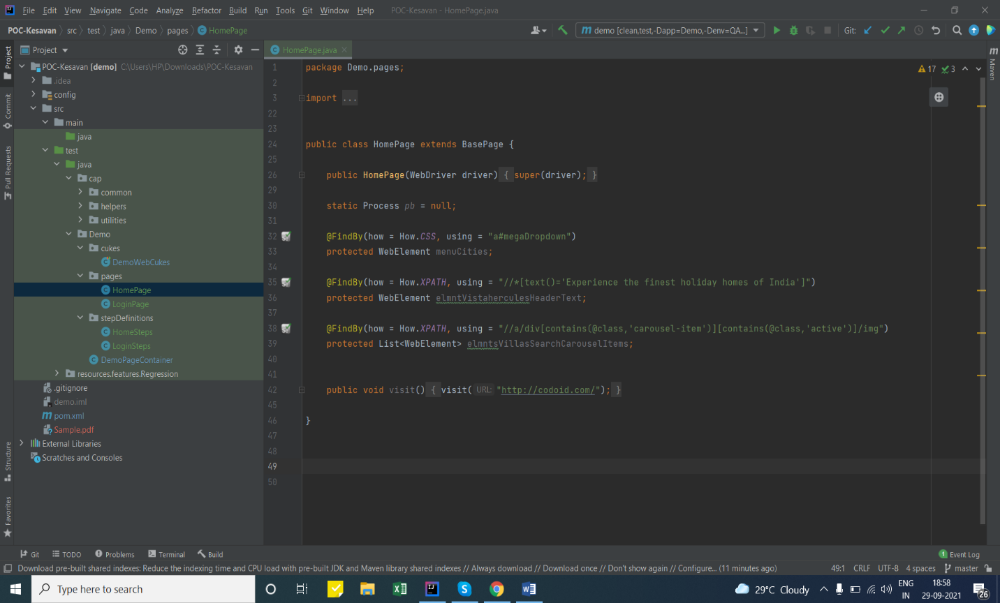 File Edit View Navigate Code Analyze Refactor Build Run Tools Git Window Help POC-Kesavan - HomePage.java
POC-Kesavan src test java Demo pages HomePage demo [clean,test,-Dapp=Demo,-Denv=QA...] Git:
Project
HomePage.java
POC-Kesavan [demo] C:\Users\HP\Downloads\POC-Kesavan
.idea
config
src
main
java
test
java
cap
common
helpers
utilities
Demo
cukes
DemoWebCukes
pages
HomePage
LoginPage
stepDefinitions
HomeSteps
LoginSteps
DemoPageContainer
resources.features.Regression
.gitignore
demo.iml
pom.xml
Sample.pdf
External Libraries
Scratches and Consoles
Project
Commit
Pull Requests
Structure
Favorites
1 package Demo.pages;
2
3 import ...
22
23
24 public class HomePage extends BasePage {
25
26 public HomePage(WebDriver driver) { super(driver); }
29
30 static Process pb = null;
31
32 @FindBy(how = How.CSS, using = "a#megaDropdown")
33 protected WebElement menuCities;
34
35 @FindBy(how = How.XPATH, using = "//*[text()='Experience the finest holiday homes of India']")
36 protected WebElement elmntVistaherculesHeaderText;
37
38 @FindBy(how = How.XPATH, using = "//a/div[contains(@class,'carousel-item')][contains(@class,'active')]/img")
39 protected List<WebElement> elmntsVillasSearchCarouselItems;
40
41
42 public void visit() { visit( URL: "http://codoid.com/"); }
45
46 }
47
48
49
50
17 3
m Maven
Git TODO Problems Terminal Build 1 Event Log
Download pre-built shared indexes: Reduce the indexing time and CPU load with pre-built JDK and Maven library shared indexes // Always download // Download once // Don't show again // Configure... (11 minutes ago) 49:1 CRLF UTF-8 4 spaces master
Type here to search 29°C Cloudy ENG IN 18:58 29-09-2021 26